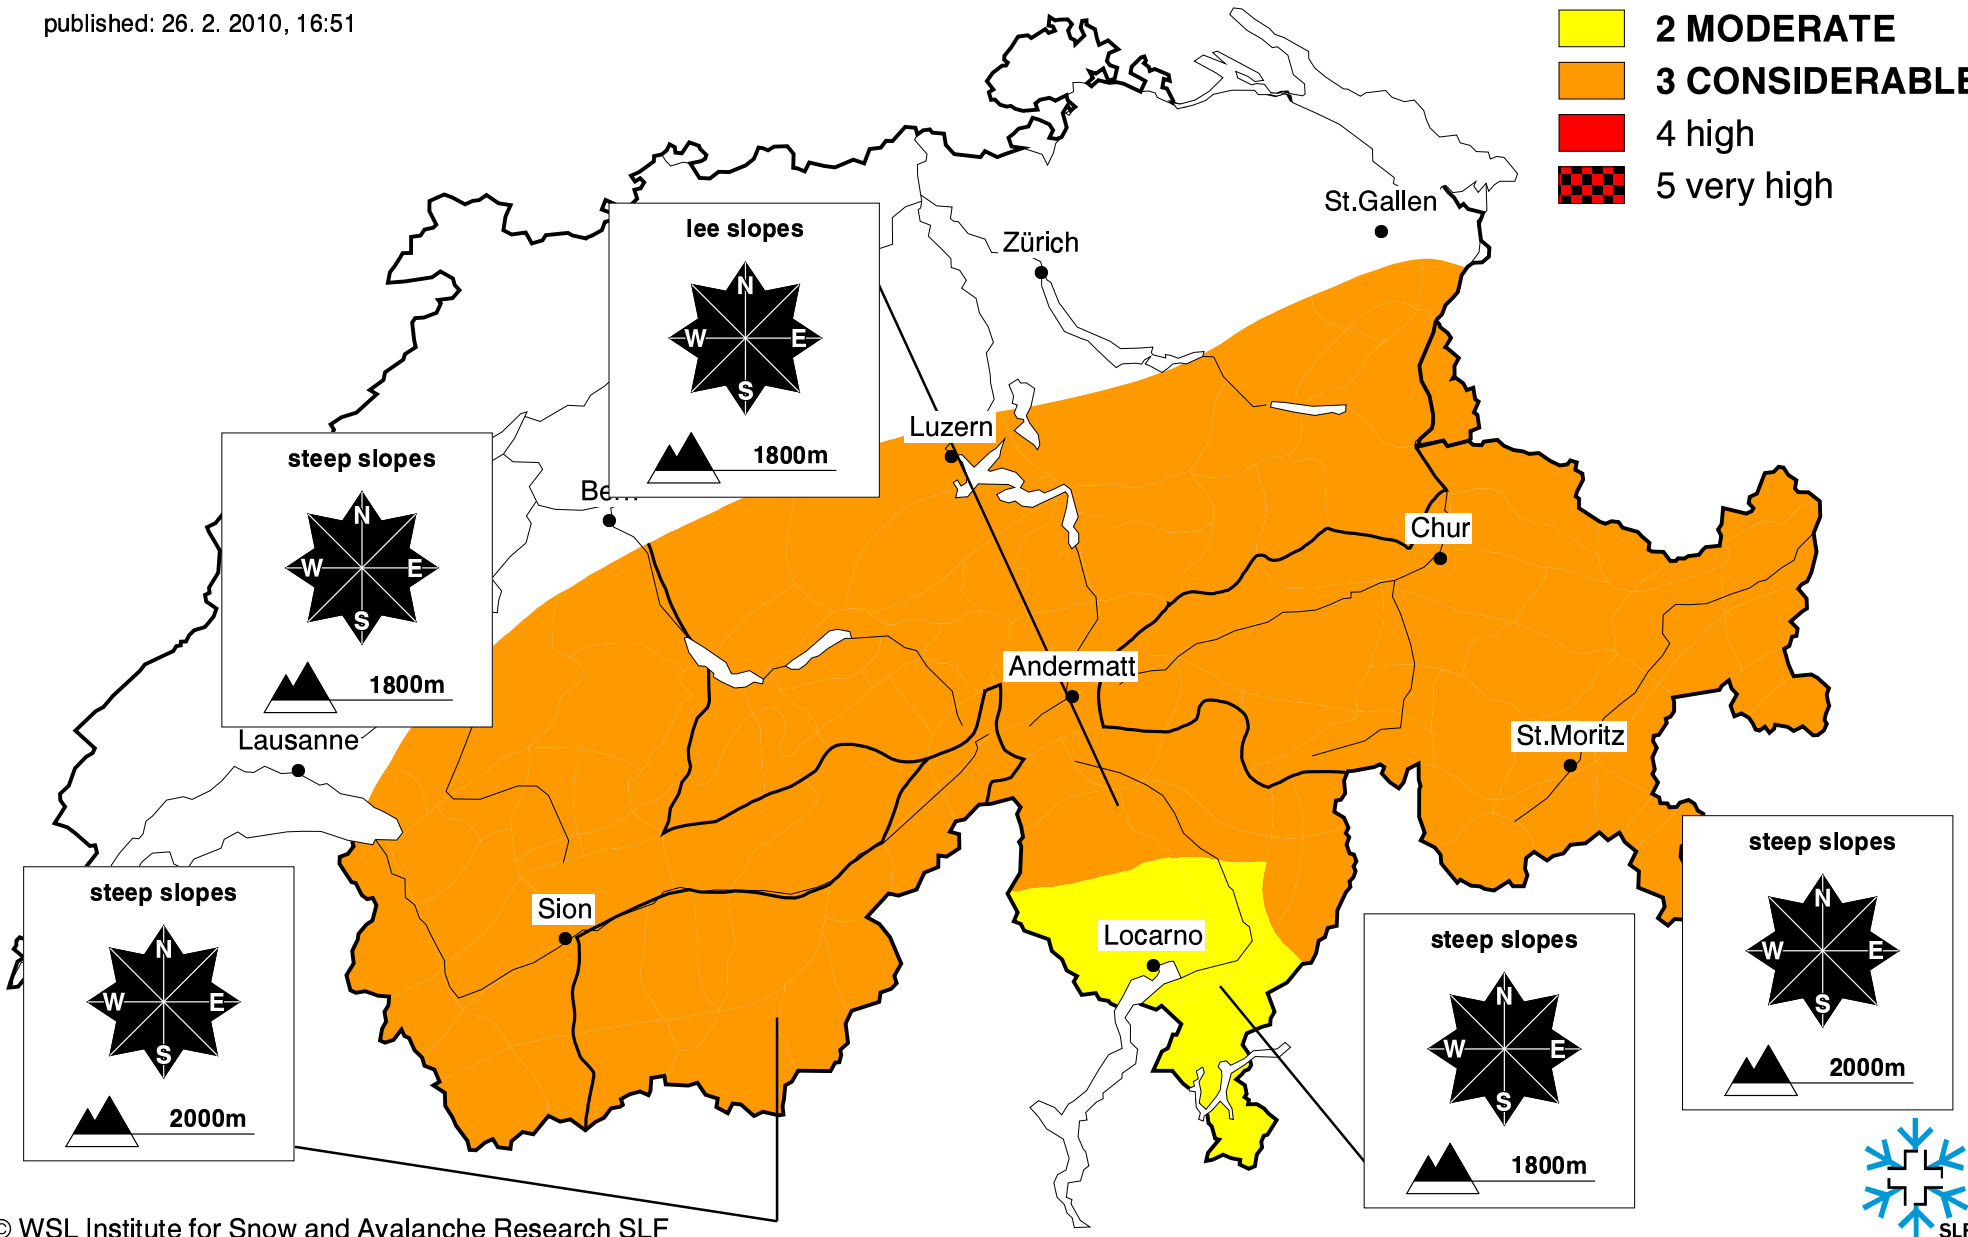 published: 26. 2. 2010, 16:51
2 MODERATE
3 CONSIDERABLE
4 high
5 very high
St.Gallen
Zürich
lee slopes
N
W E
S
1800m
Luzern
steep slopes
N
W E
S
1800m
Bern
Chur
Andermatt
Lausanne
St.Moritz
steep slopes
N
W E
S
2000m
Sion
Locarno
steep slopes
N
W E
S
1800m
steep slopes
N
W E
S
2000m
© WSL Institute for Snow and Avalanche Research SLF
SLF